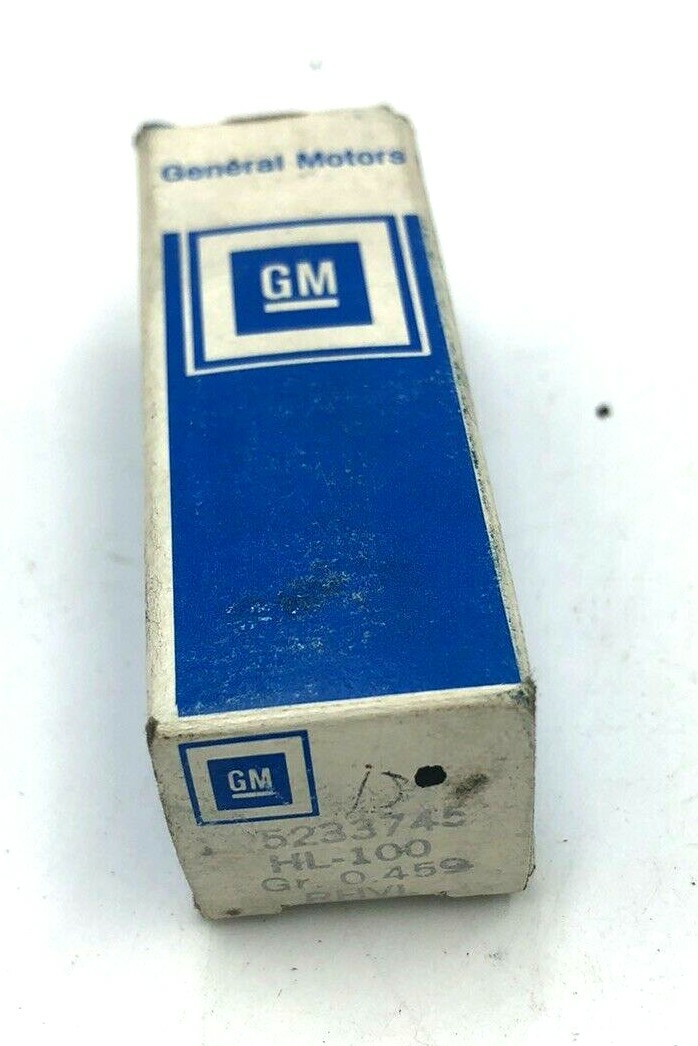 General Motors
GM
GM
5233745
HL-100
Gr. 0.459